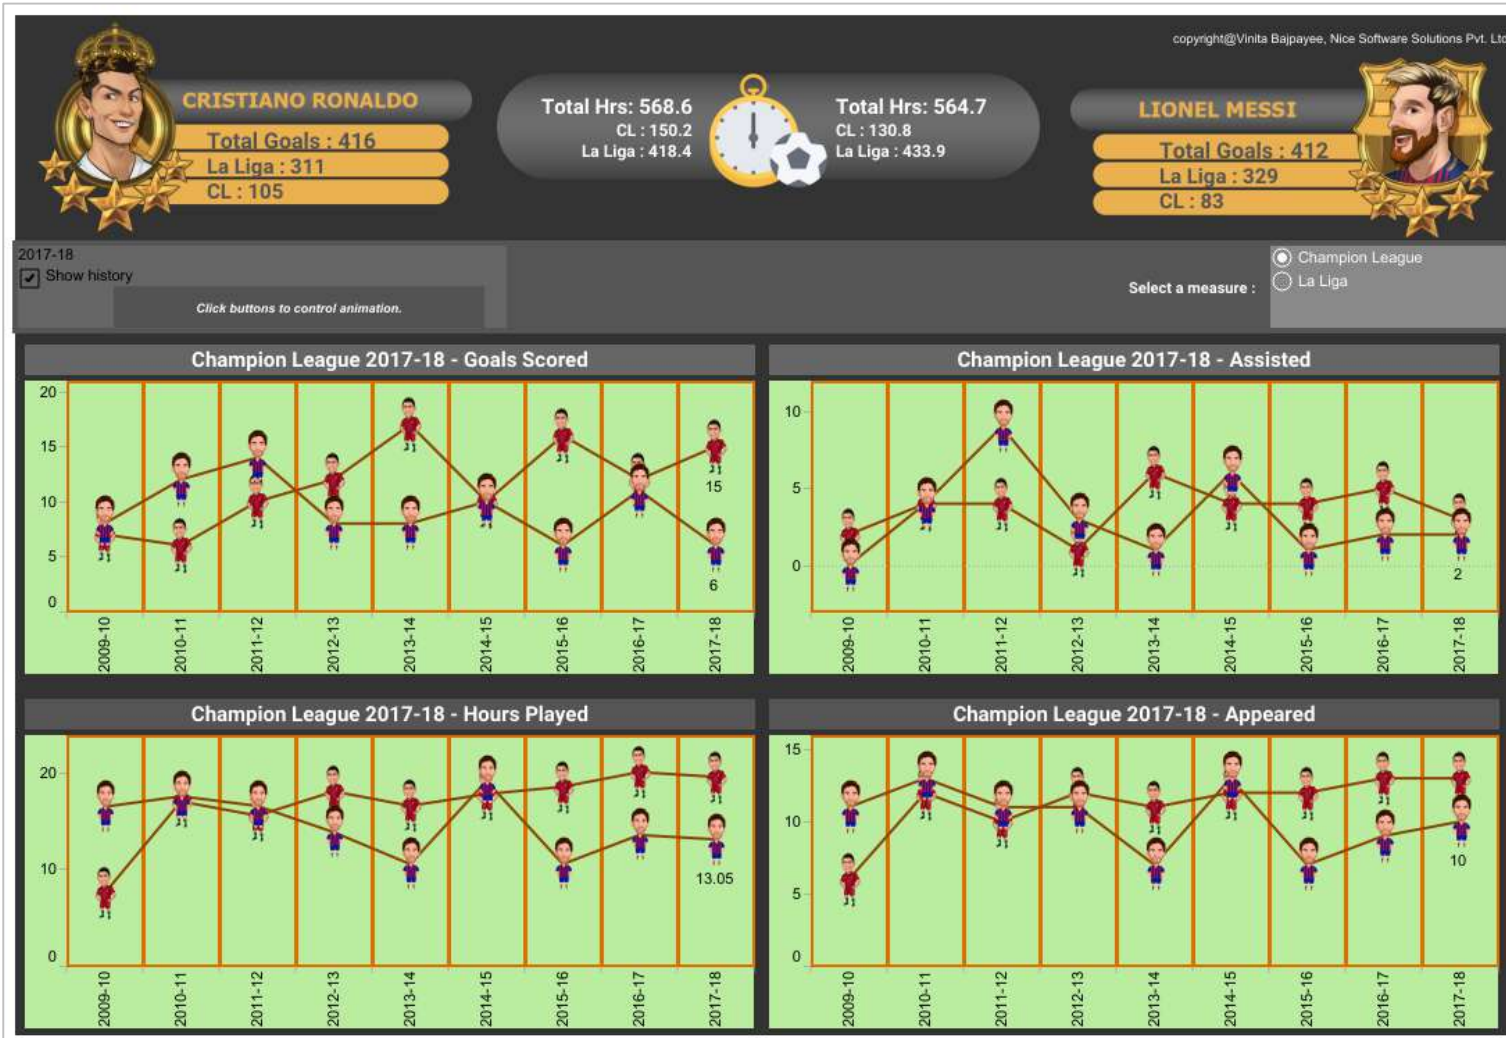 copyright@Vinita Bajpayee, Nice Software Solutions Pvt. Ltd
CRISTIANO RONALDO
Total Goals : 416
La Liga : 311
CL : 105
Total Hrs: 568.6
CL : 150.2
La Liga : 418.4
Total Hrs: 564.7
CL : 130.8
La Liga : 433.9
LIONEL MESSI
Total Goals : 412
La Liga : 329
CL : 83
2017-18
Show history
Click buttons to control animation.
Select a measure :
Champion League
La Liga
Champion League 2017-18 - Goals Scored
20
15
10
5
0
15
6
2009-10
2010-11
2011-12
2012-13
2013-14
2014-15
2015-16
2016-17
2017-18
Champion League 2017-18 - Assisted
10
5
0
2
2009-10
2010-11
2011-12
2012-13
2013-14
2014-15
2015-16
2016-17
2017-18
Champion League 2017-18 - Hours Played
20
10
0
13.05
2009-10
2010-11
2011-12
2012-13
2013-14
2014-15
2015-16
2016-17
2017-18
Champion League 2017-18 - Appeared
15
10
5
0
10
2009-10
2010-11
2011-12
2012-13
2013-14
2014-15
2015-16
2016-17
2017-18